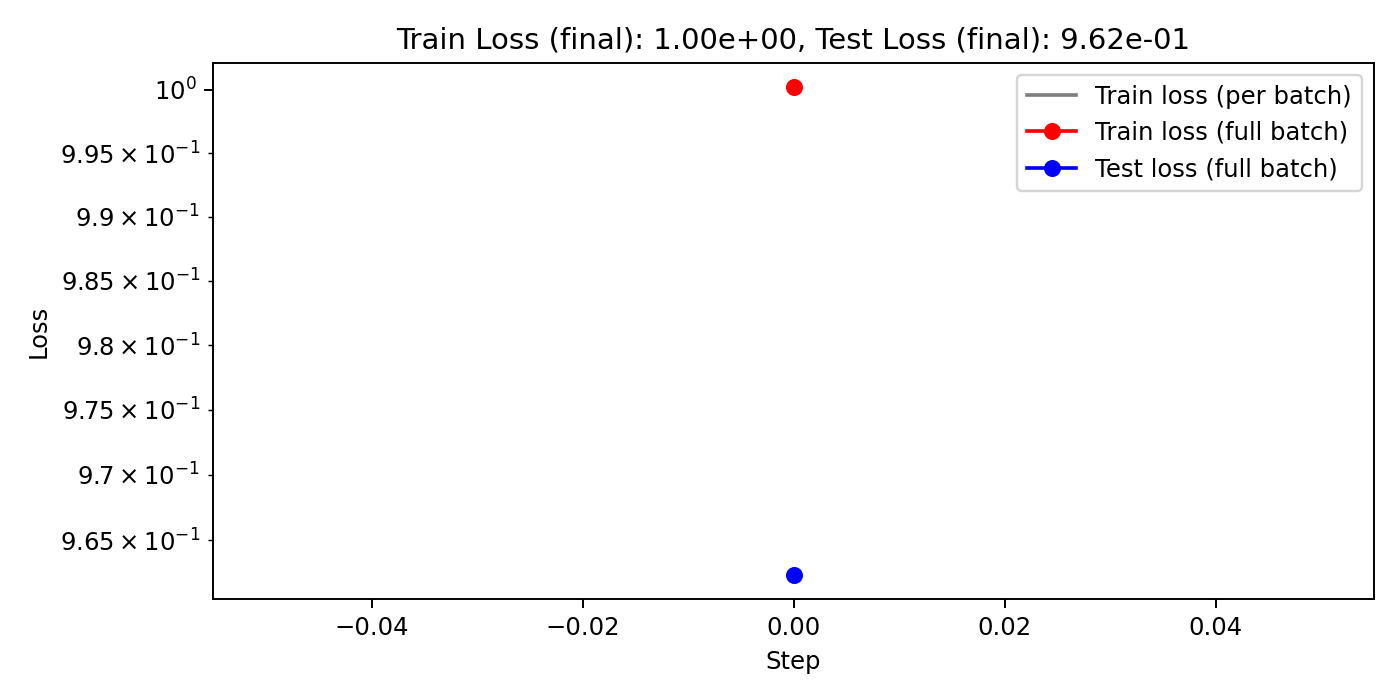 Train Loss (final): 1.00e+00, Test Loss (final): 9.62e-01
10⁰
9.95 × 10⁻¹
9.9 × 10⁻¹
9.85 × 10⁻¹
9.8 × 10⁻¹
9.75 × 10⁻¹
9.7 × 10⁻¹
9.65 × 10⁻¹
Loss
Train loss (per batch)
Train loss (full batch)
Test loss (full batch)
−0.04 −0.02 0.00 0.02 0.04
Step